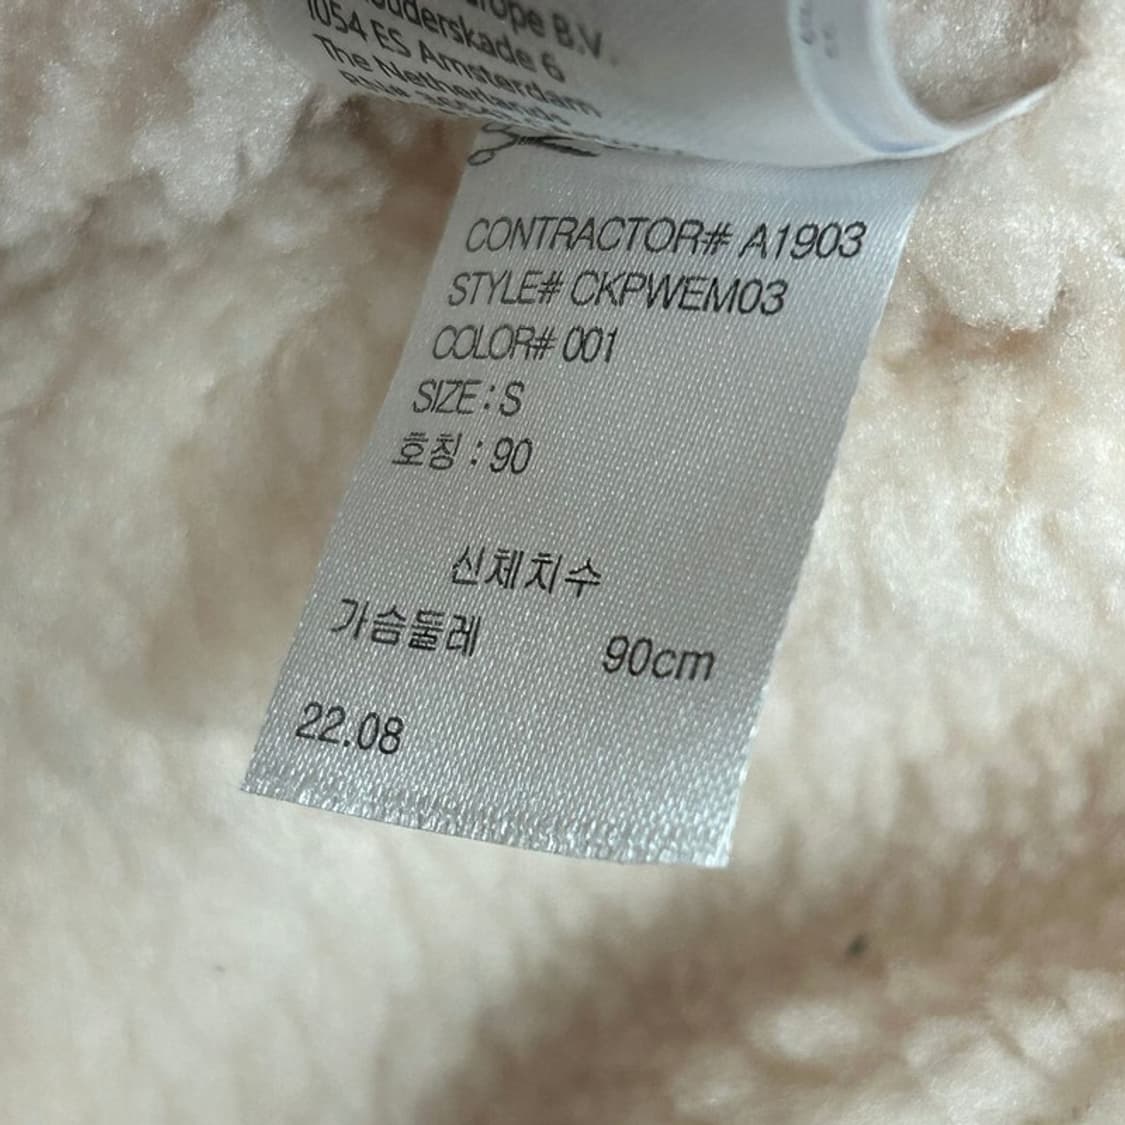 B.V.
6
1054 ES Amsterdam
The Netherlands
CONTRACTOR# A1903
STYLE# CKPWEM03
COLOR# 001
SIZE : S
호칭 : 90
신체치수
가슴둘레 90cm
22.08